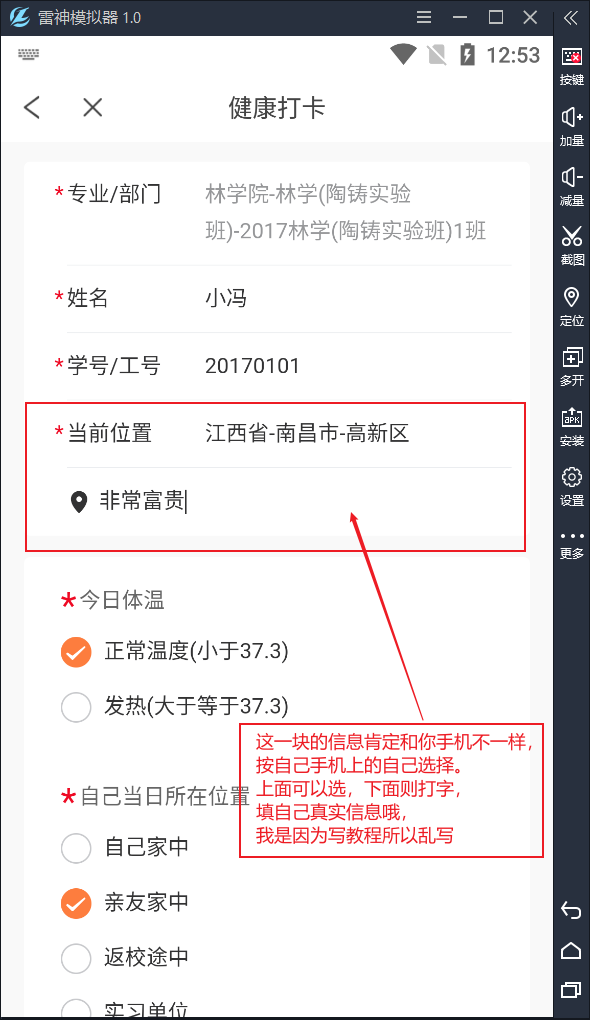 雷神模拟器 1.0
12:53
健康打卡
*专业/部门 林学院-林学(陶铸实验
班)-2017林学(陶铸实验班)1班
*姓名 小冯
*学号/工号 20170101
*当前位置 江西省-南昌市-高新区
非常富贵
*今日体温
正常温度(小于37.3)
发热(大于等于37.3)
这一块的信息肯定和你手机不一样，
按自己手机上的自己选择。
上面可以选，下面则打字，
填自己真实信息哦，
我是因为写教程所以乱写
*自己当日所在位置
自己家中
亲友家中
返校途中
实习单位
按键
加量
减量
截图
定位
多开
APK
安装
设置
更多